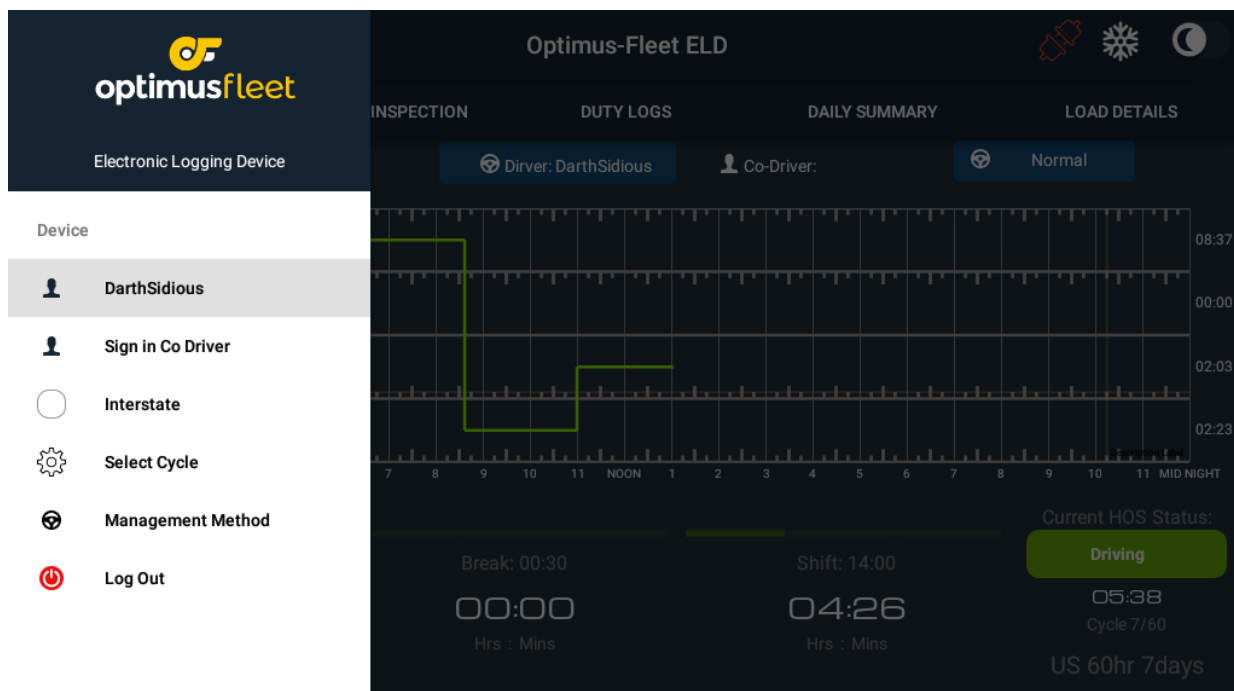 optimusfleet
Electronic Logging Device
Device
DarthSidious
Sign in Co Driver
Interstate
Select Cycle
Management Method
Log Out
Optimus-Fleet ELD
INSPECTION DUTY LOGS DAILY SUMMARY LOAD DETAILS
Dirver: DarthSidious Co-Driver: Normal
08:37
00:00
02:03
02:23
7 8 9 10 11 NOON 1 2 3 4 5 6 7 8 9 10 11 MID NIGHT
Current HOS Status:
Break: 00:30 Shift: 14:00 Driving
00:00 04:26 05:38
Hrs : Mins Hrs : Mins Cycle 7/60
US 60hr 7days